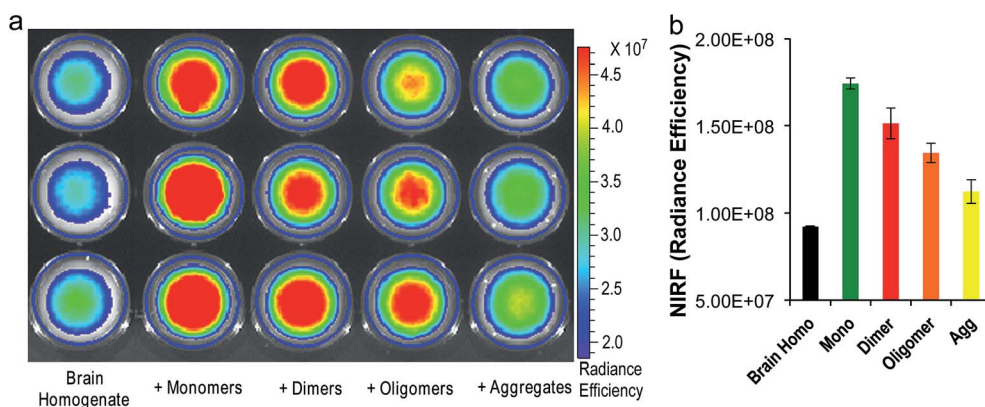 a
X 10⁷
4.5
4.0
3.5
3.0
2.5
2.0
Radiance
Efficiency
Brain
Homogenate
+ Monomers
+ Dimers
+ Oligomers
+ Aggregates
b
NIRF (Radiance Efficiency)
2.00E+08
1.50E+08
1.00E+08
5.00E+07
Brain Homo
Mono
Dimer
Oligomer
Agg